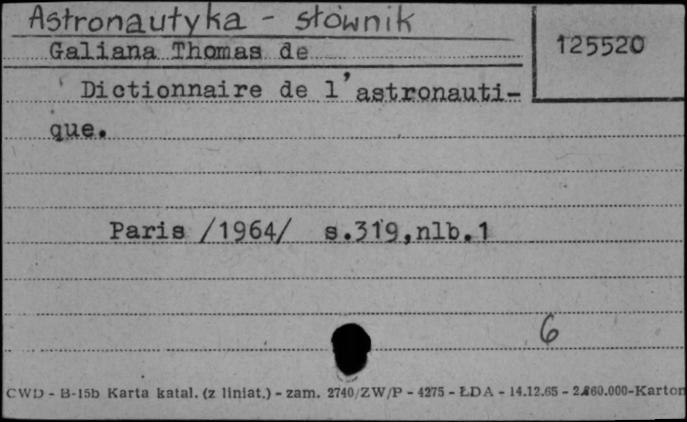 Astronautyka - słownik
Galiana Thomas de
125520
Dictionnaire de l'astronauti-
que.
Paris /1964/ s.319,nlb.1
6
CWD - B-15b Karta katal. (z liniat.) - zam. 2740/ZW/P - 4275 - ŁDA - 14.12.65 - 2.860.000-Karton